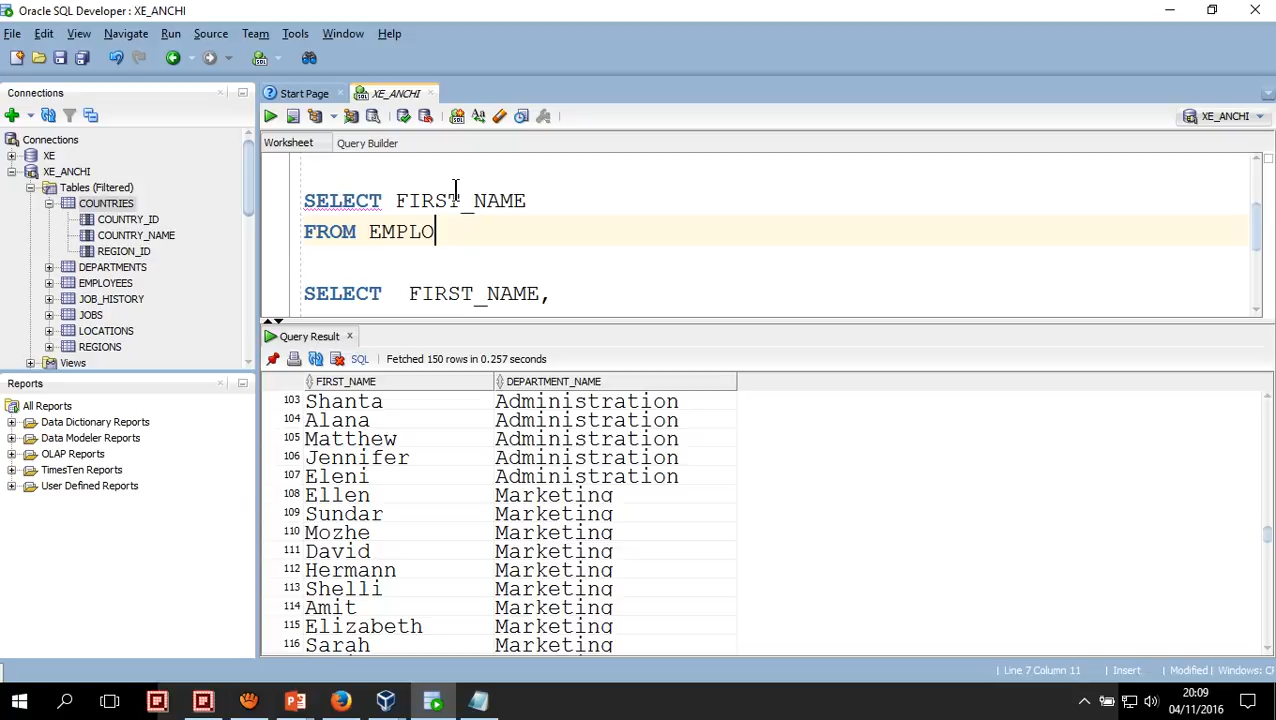 Oracle SQL Developer : XE_ANCHI
File Edit View Navigate Run Source Team Tools Window Help
Connections
Start Page
XE_ANCHI
XE_ANCHI
Worksheet Query Builder
Connections
XE
XE_ANCHI
Tables (Filtered)
COUNTRIES
COUNTRY_ID
COUNTRY_NAME
REGION_ID
DEPARTMENTS
EMPLOYEES
JOB_HISTORY
JOBS
LOCATIONS
REGIONS
Views
SELECT FIRST_NAME
FROM EMPLO
SELECT FIRST_NAME,
Query Result
SQL Fetched 150 rows in 0.257 seconds
FIRST_NAME DEPARTMENT_NAME
103 Shanta Administration
104 Alana Administration
105 Matthew Administration
106 Jennifer Administration
107 Eleni Administration
108 Ellen Marketing
109 Sundar Marketing
110 Mozhe Marketing
111 David Marketing
112 Hermann Marketing
113 Shelli Marketing
114 Amit Marketing
115 Elizabeth Marketing
116 Sarah Marketing
Reports
All Reports
Data Dictionary Reports
Data Modeler Reports
OLAP Reports
TimesTen Reports
User Defined Reports
Line 7 Column 11 Insert Modified Windows: CF
20:09
04/11/2016